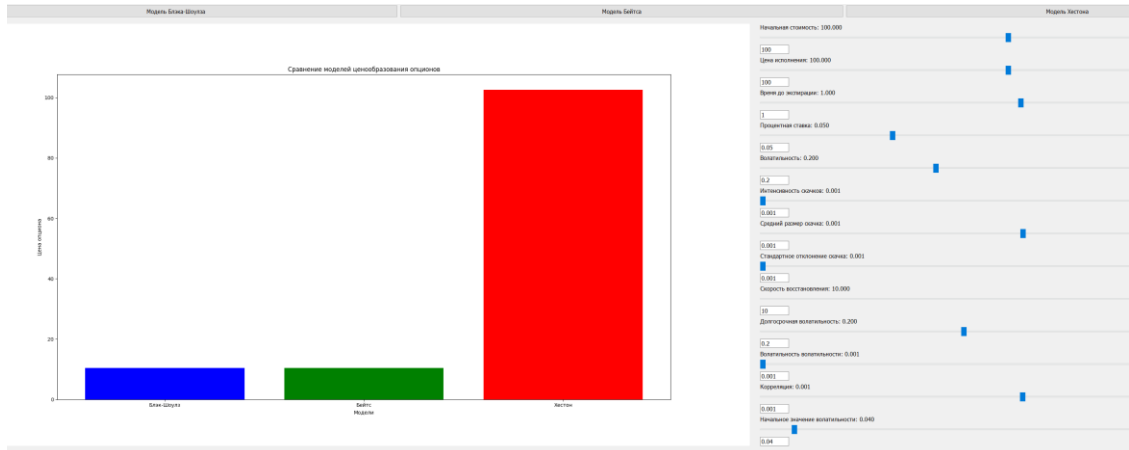 Модель Блэка-Шоулза
Модель Бейтса
Модель Хестона
Сравнение моделей ценообразования опционов
100
80
60
40
20
0
Цена опциона
Блэк-Шоулз
Бейтс
Хестон
Модели
Начальная стоимость: 100.000
100
Цена исполнения: 100.000
100
Время до экспирации: 1.000
1
Процентная ставка: 0.050
0.05
Волатильность: 0.200
0.2
Интенсивность скачков: 0.001
0.001
Средний размер скачка: 0.001
0.001
Стандартное отклонение скачка: 0.001
0.001
Скорость восстановления: 10.000
10
Долгосрочная волатильность: 0.200
0.2
Волатильность волатильности: 0.001
0.001
Корреляция: 0.001
0.001
Начальное значение волатильности: 0.040
0.04